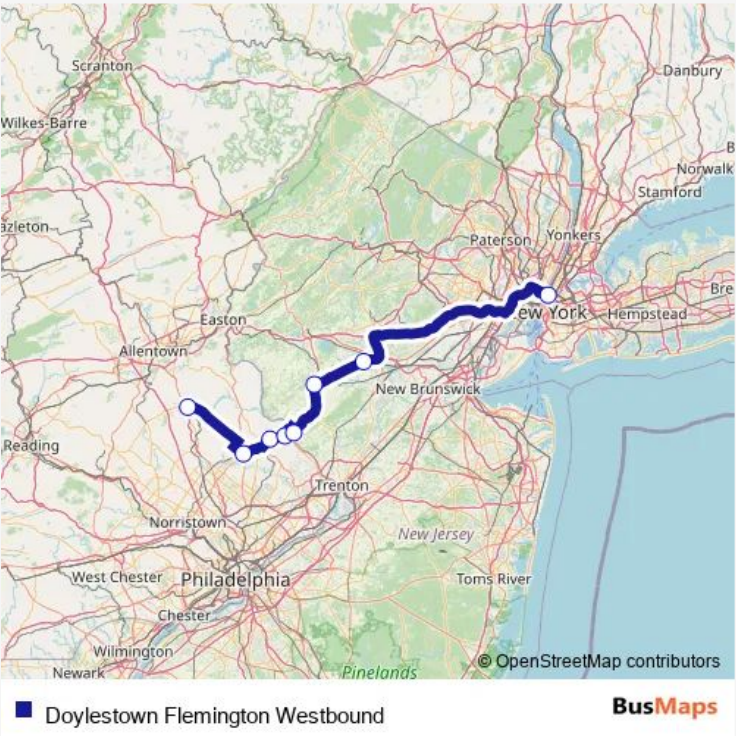 Scranton
Danbury
Wilkes-Barre
B
Norwalk
Stamford
azleton
Paterson
Yonkers
Bre
ew York
Hempstead
Easton
Allentown
New Brunswick
Reading
Trenton
Norristown
New Jersey
West Chester
Philadelphia
Toms River
Chester
Wilmington
© OpenStreetMap contributors
Newark
Pinelands
Doylestown Flemington Westbound
BusMaps